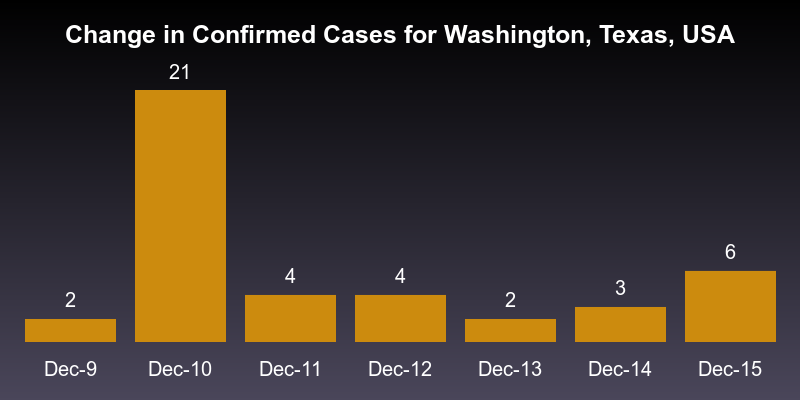 Change in Confirmed Cases for Washington, Texas, USA
21
4
4
2
2
3
6
Dec-9
Dec-10
Dec-11
Dec-12
Dec-13
Dec-14
Dec-15